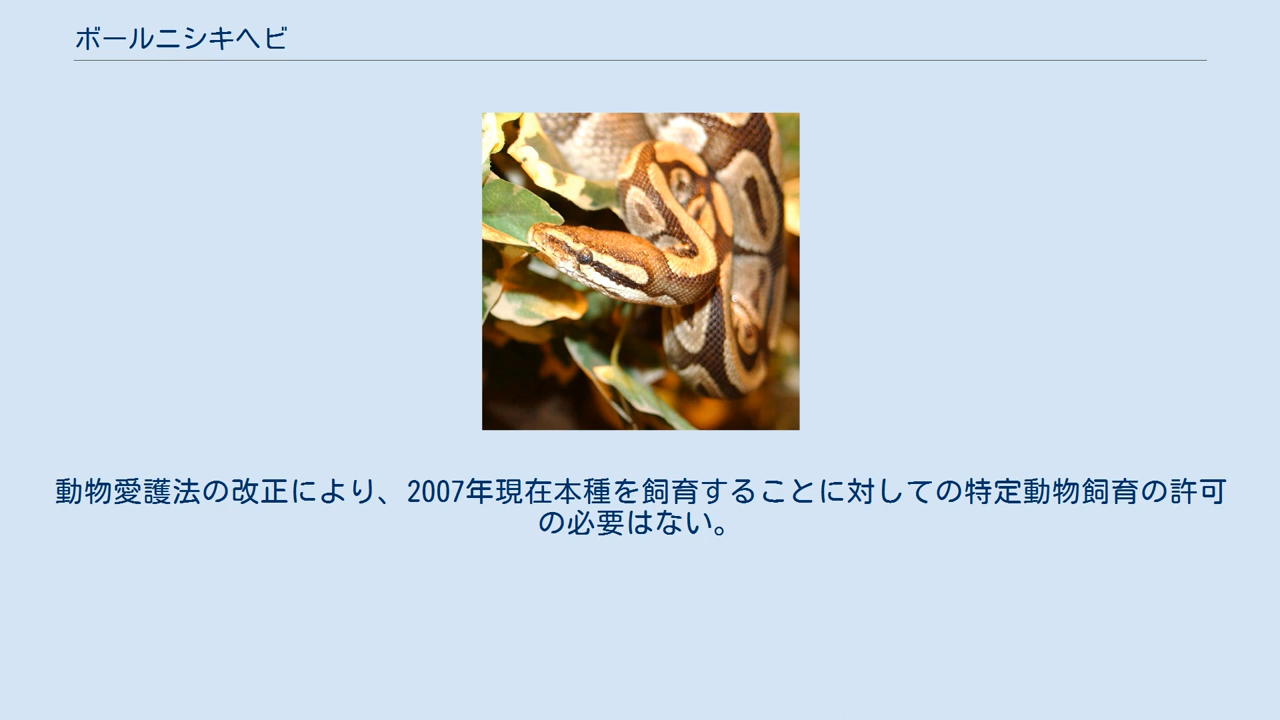 ボールニシキヘビ
動物愛護法の改正により、2007年現在本種を飼育することに対しての特定動物飼育の許可
の必要はない。